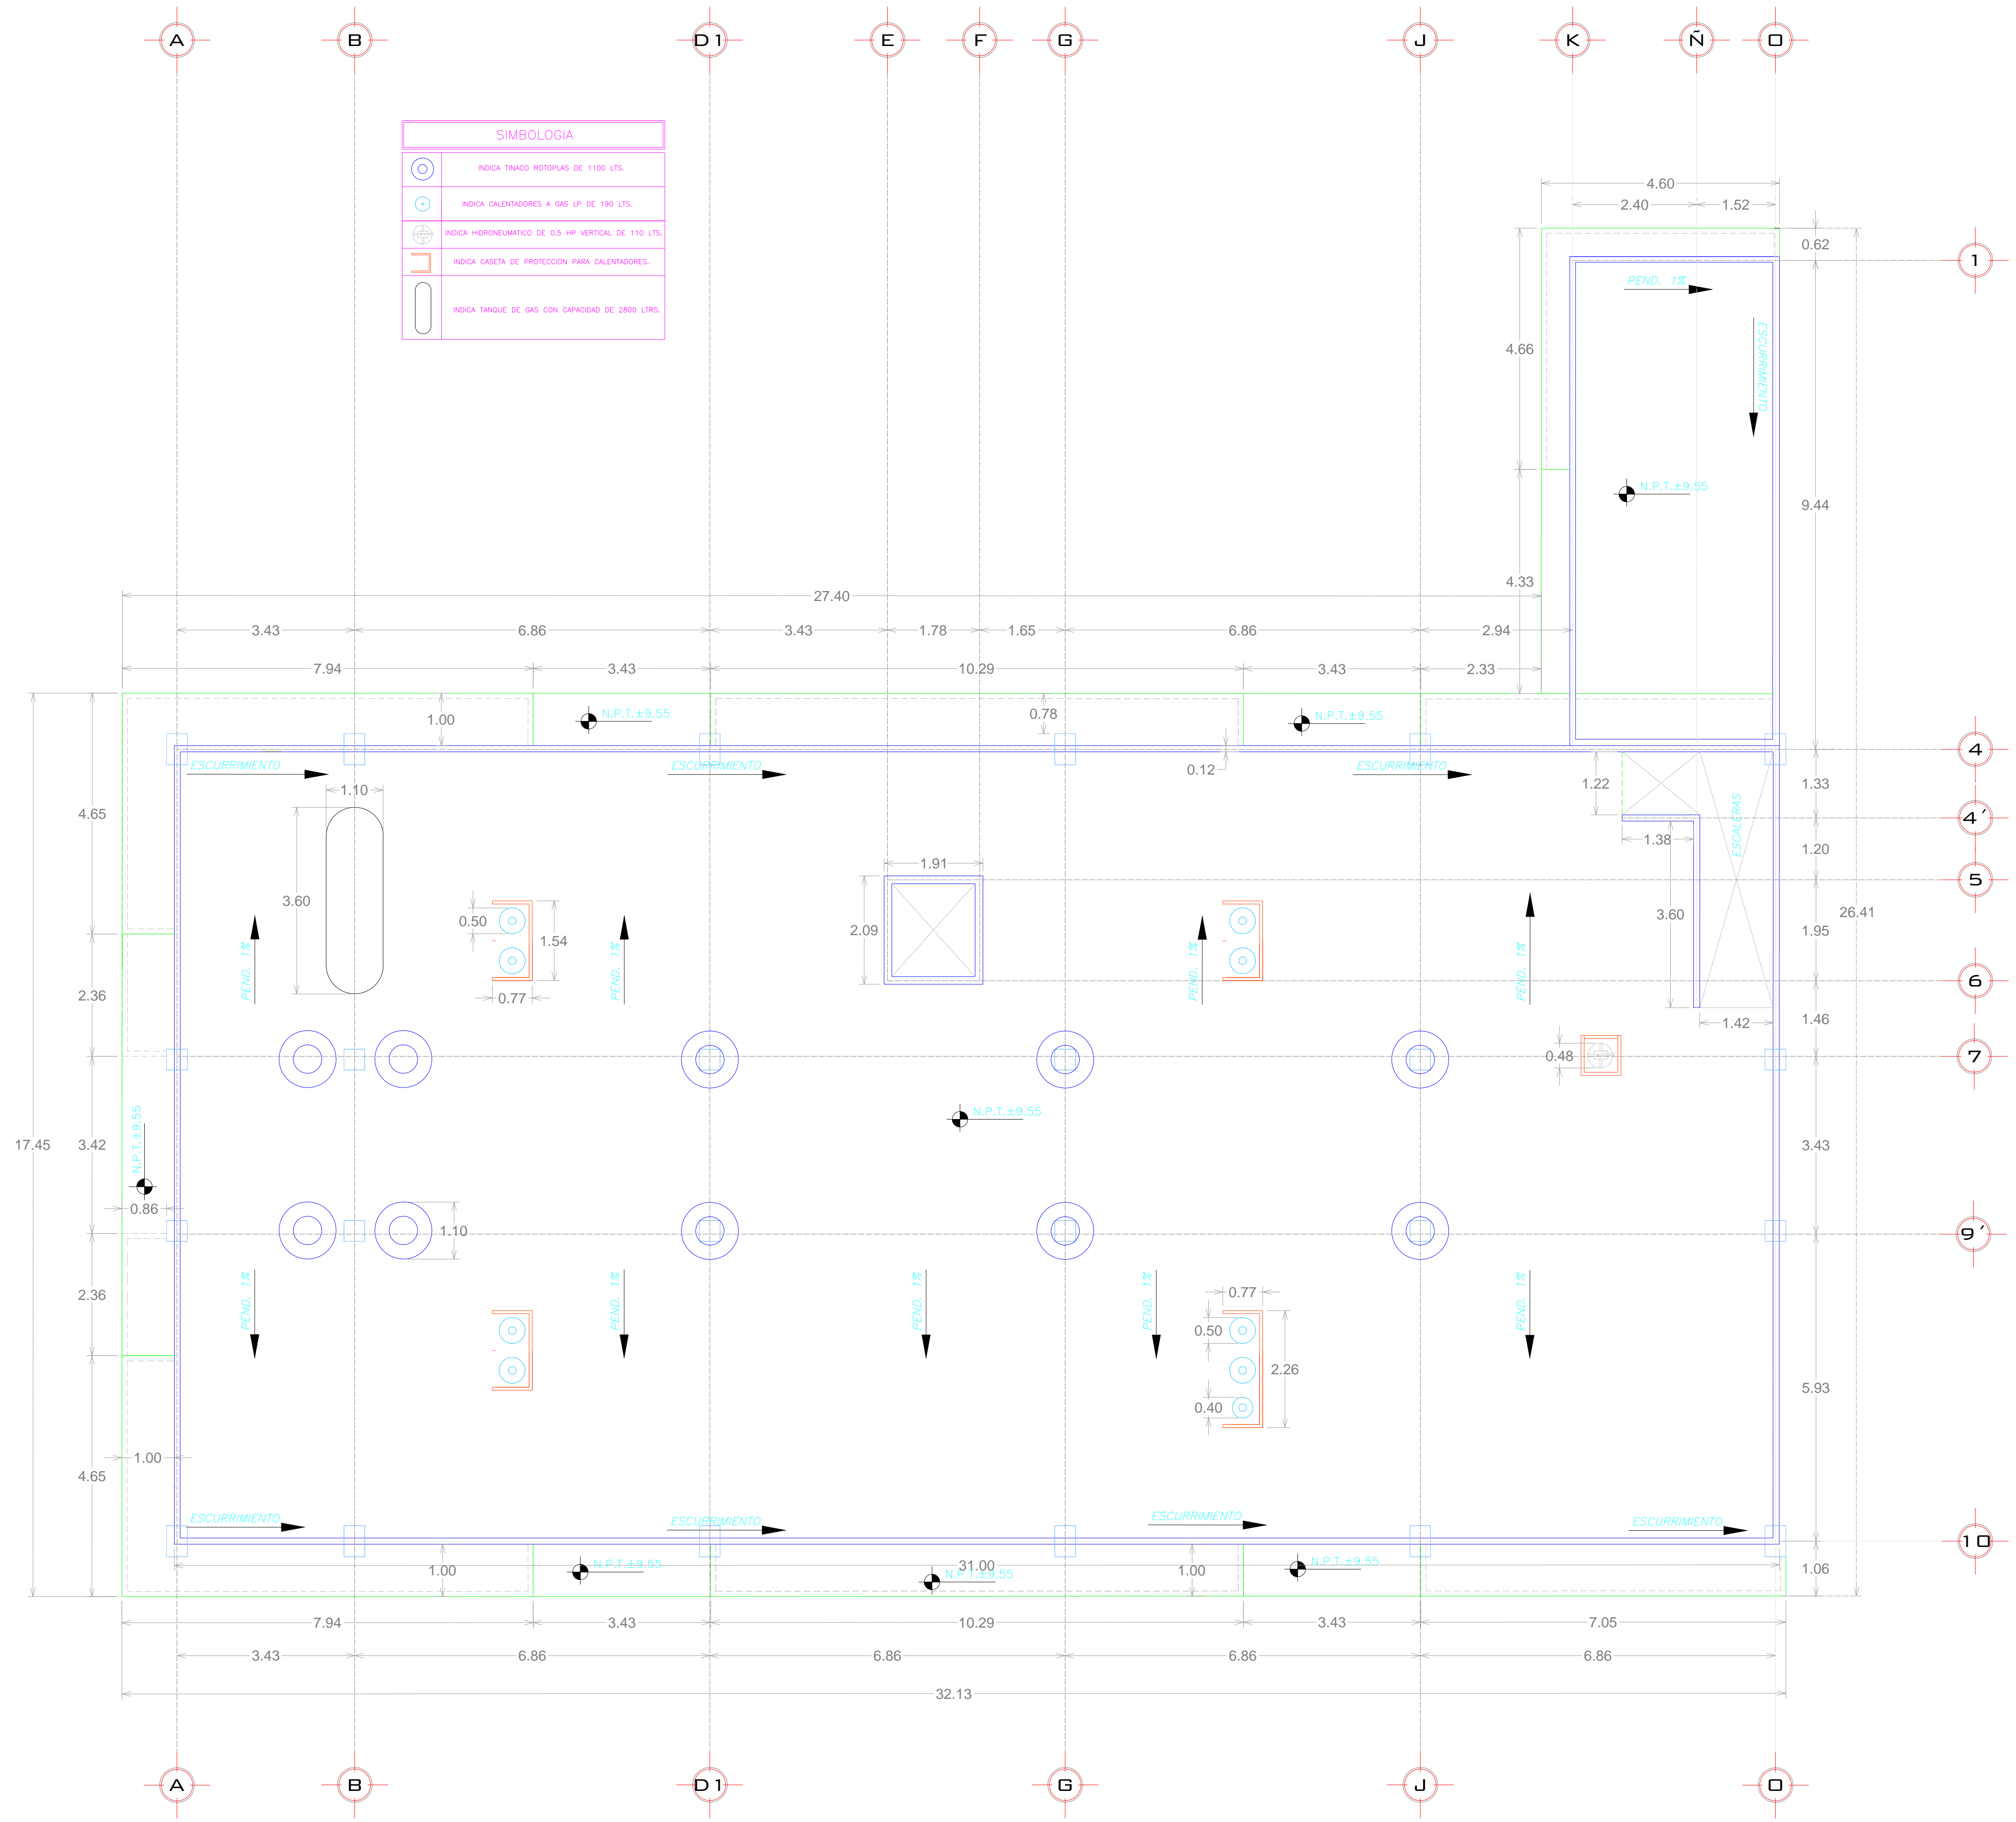 A B D1 E F G J K Ñ O
SIMBOLOGIA
INDICA TINACO ROTOPLAS DE 1100 LTS.
INDICA CALENTADORES A GAS LP DE 190 LTS.
INDICA HIDRONEUMATICO DE 0.5 HP VERTICAL DE 110 LTS.
INDICA CASETA DE PROTECCION PARA CALENTADORES.
INDICA TANQUE DE GAS CON CAPACIDAD DE 2800 LTRS.
4.60
2.40 1.52
0.62
1
PEND. 1%
ESCURRIMIENTO
4.66
N.P.T.±9.55
9.44
4.33
27.40
3.43 6.86 3.43 1.78 1.65 6.86 2.94
7.94 3.43 10.29 3.43 2.33
1.00
N.P.T.±9.55
0.78
N.P.T.±9.55
4
ESCURRIMIENTO
ESCURRIMIENTO
0.12
ESCURRIMIENTO
1.10
1.22
1.33
4.65
4'
ESCALERAS
1.38
1.20
1.91
5
3.60
0.50
1.54
2.09
3.60
26.41
1.95
PEND. 1%
PEND. 1%
PEND. 1%
PEND. 1%
6
2.36
0.77
1.46
1.42
0.48
7
N.P.T.±9.55
N.P.T.±9.55
17.45
3.42
3.43
0.86
1.10
9'
2.36
PEND. 1%
PEND. 1%
PEND. 1%
PEND. 1%
PEND. 1%
0.77
0.50
2.26
5.93
0.40
1.00
4.65
ESCURRIMIENTO
ESCURRIMIENTO
ESCURRIMIENTO
ESCURRIMIENTO
10
1.00
N.P.T.±9.55
31.00
N.P.T.±9.55
1.00
N.P.T.±9.55
1.06
7.94 3.43 10.29 3.43 7.05
3.43 6.86 6.86 6.86 6.86
32.13
A B D1 G J O